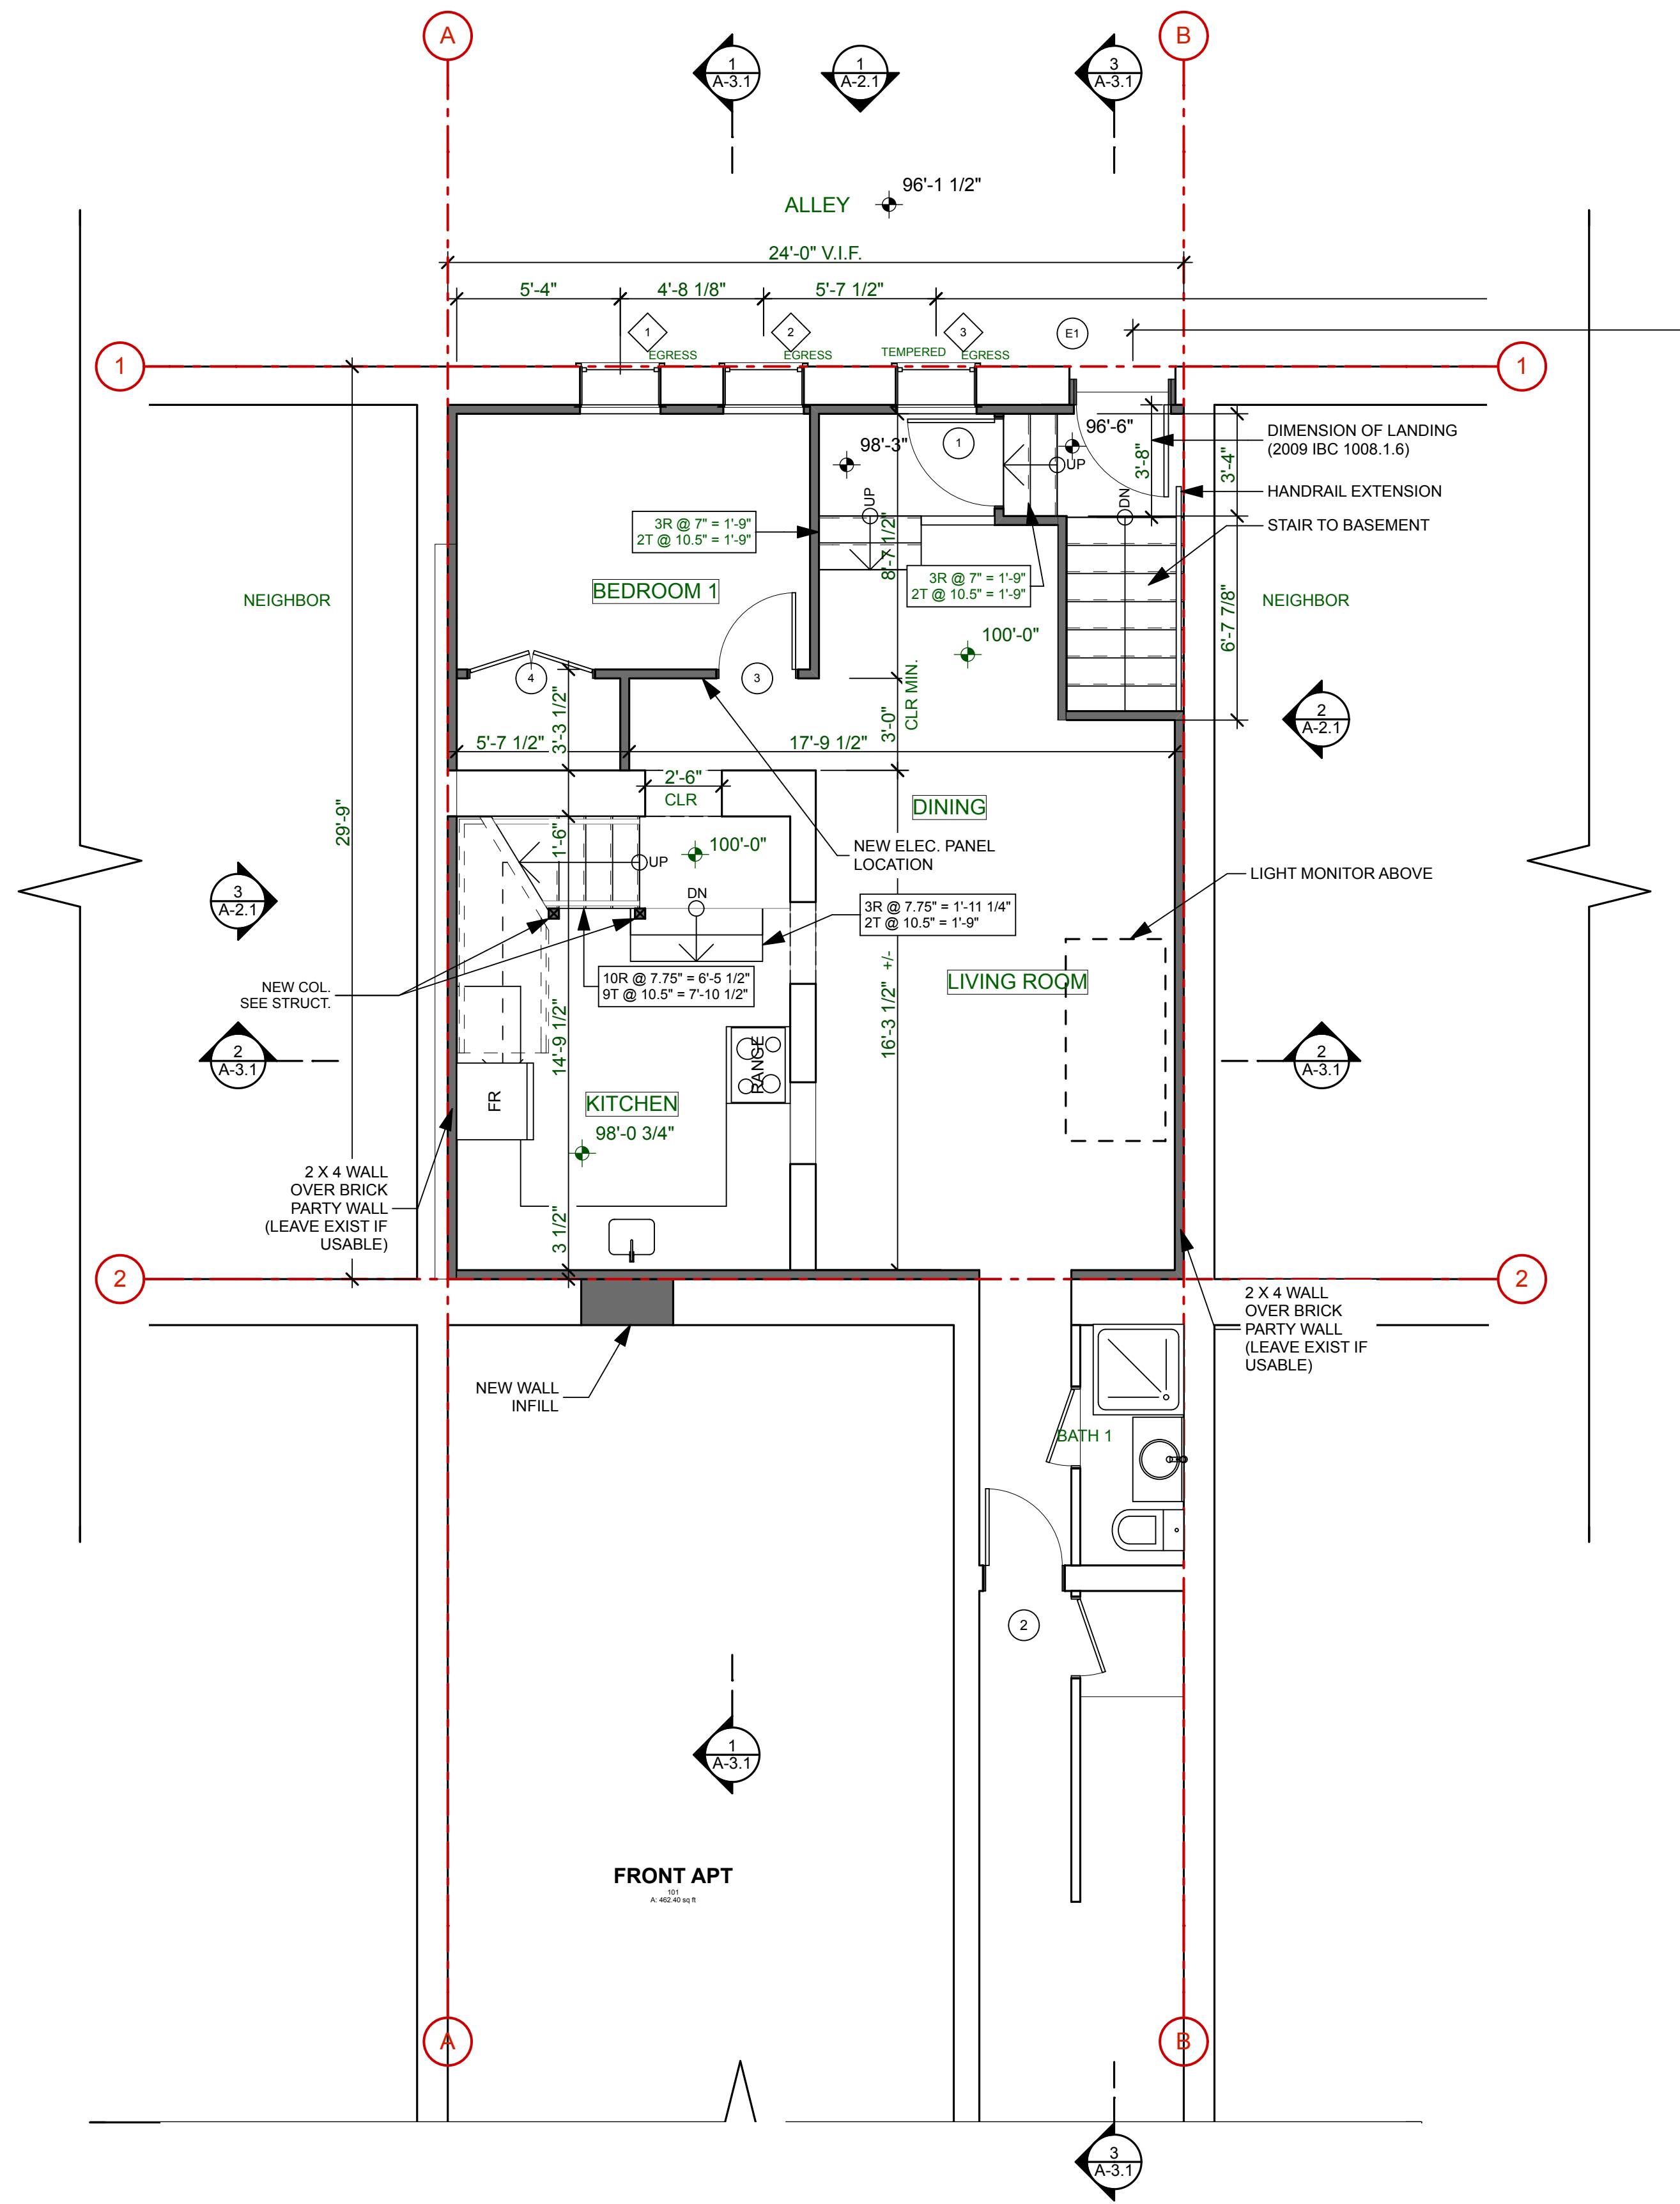 A
B
1
A-3.1
1
A-2.1
3
A-3.1
96'-1 1/2"
ALLEY
24'-0" V.I.F.
5'-4"
4'-8 1/8"
5'-7 1/2"
1
2
3
E1
EGRESS
EGRESS
TEMPERED
EGRESS
1
1
98'-3"
1
96'-6"
UP
3'-8"
3'-4"
DIMENSION OF LANDING
(2009 IBC 1008.1.6)
HANDRAIL EXTENSION
STAIR TO BASEMENT
UP
DN
3R @ 7" = 1'-9"
2T @ 10.5" = 1'-9"
8'-7 1/2"
3R @ 7" = 1'-9"
2T @ 10.5" = 1'-9"
BEDROOM 1
NEIGHBOR
NEIGHBOR
6'-7 7/8"
100'-0"
4
3
CLR MIN.
3'-0"
3'-3 1/2"
5'-7 1/2"
17'-9 1/2"
2
A-2.1
2'-6"
CLR
DINING
29'-9"
1'-6"
UP
100'-0"
NEW ELEC. PANEL
LOCATION
LIGHT MONITOR ABOVE
3
A-2.1
DN
3R @ 7.75" = 1'-11 1/4"
2T @ 10.5" = 1'-9"
NEW COL.
SEE STRUCT.
10R @ 7.75" = 6'-5 1/2"
9T @ 10.5" = 7'-10 1/2"
LIVING ROOM
14'-9 1/2"
16'-3 1/2" +/-
2
A-3.1
2
A-3.1
RANGE
FR
KITCHEN
98'-0 3/4"
2 X 4 WALL
OVER BRICK
PARTY WALL
(LEAVE EXIST IF
USABLE)
3 1/2"
2
2
2 X 4 WALL
OVER BRICK
PARTY WALL
(LEAVE EXIST IF
USABLE)
NEW WALL
INFILL
BATH 1
2
1
A-3.1
FRONT APT
101
A: 462.40 sq ft
A
B
3
A-3.1